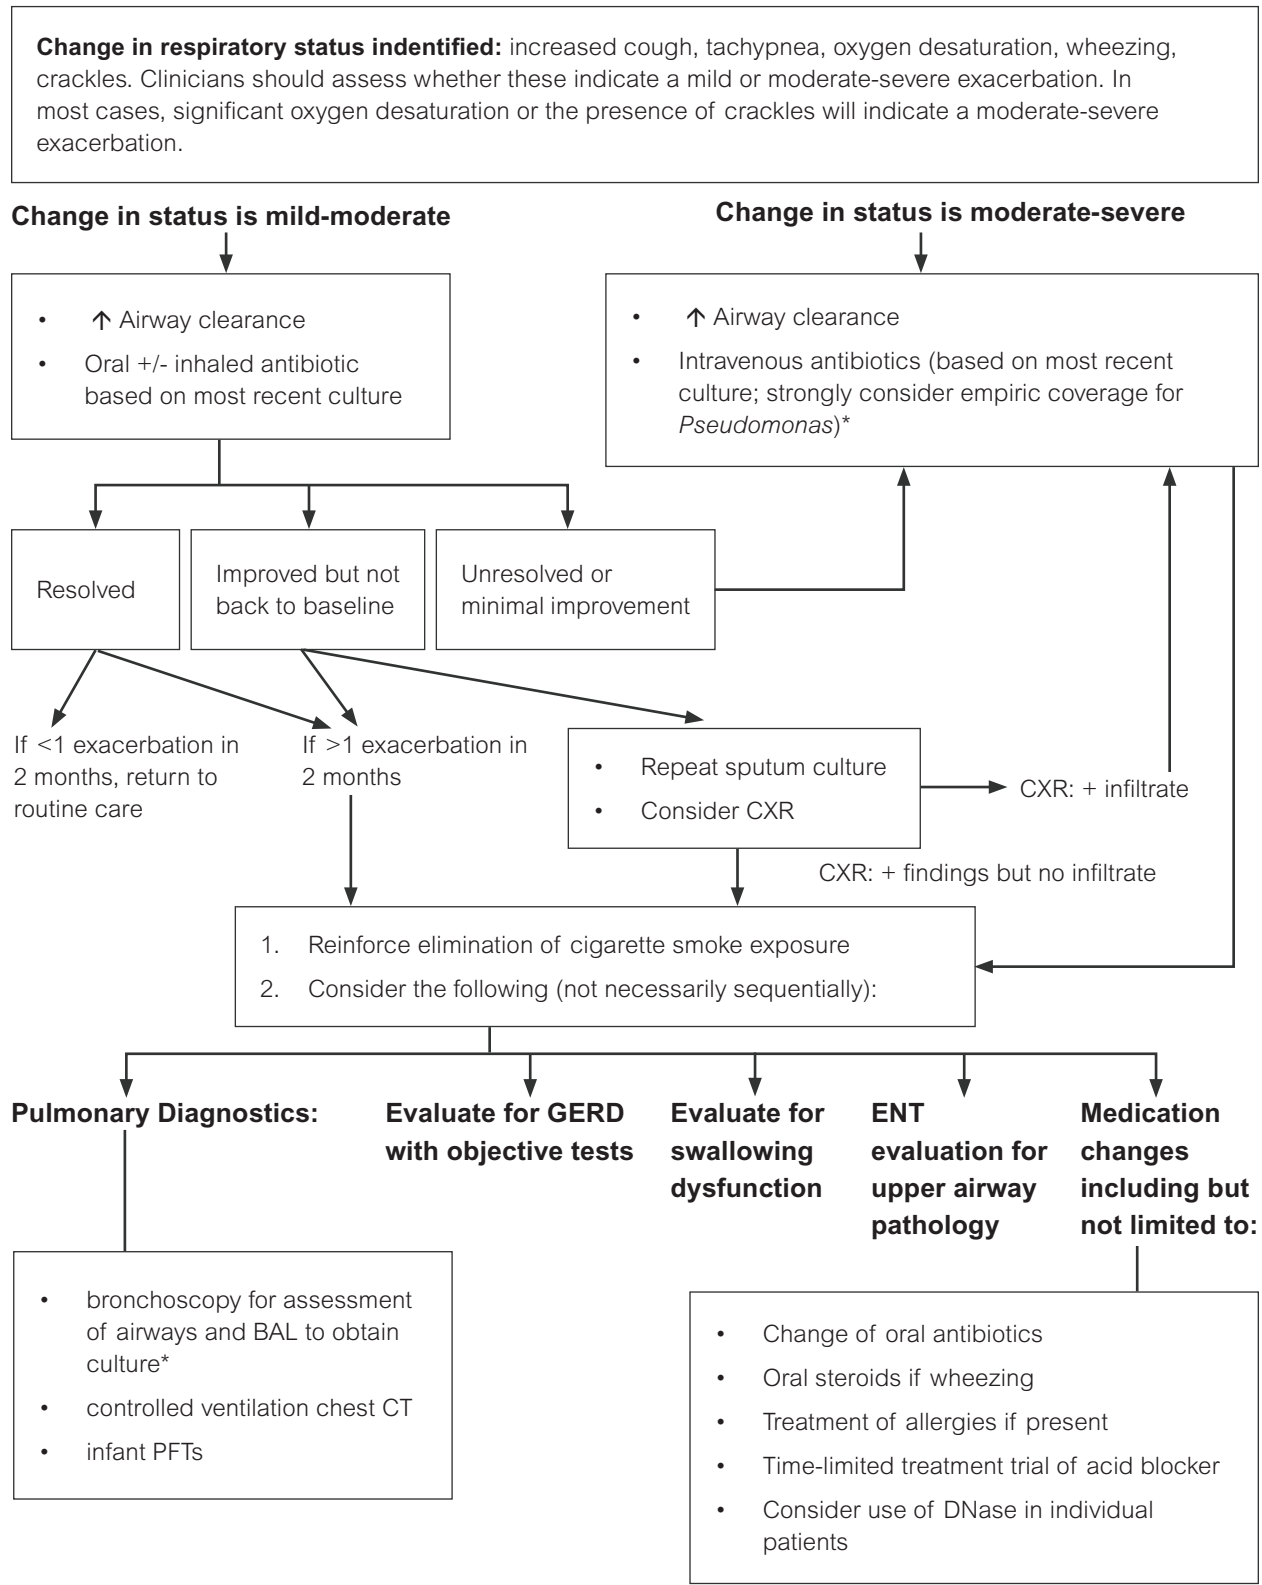 Change in respiratory status indentified: increased cough, tachypnea, oxygen desaturation, wheezing,
crackles. Clinicians should assess whether these indicate a mild or moderate-severe exacerbation. In
most cases, significant oxygen desaturation or the presence of crackles will indicate a moderate-severe
exacerbation.
Change in status is mild-moderate
Change in status is moderate-severe
• ↑ Airway clearance
• Oral +/- inhaled antibiotic
based on most recent culture
• ↑ Airway clearance
• Intravenous antibiotics (based on most recent
culture; strongly consider empiric coverage for
Pseudomonas)*
Resolved
Improved but not
back to baseline
Unresolved or
minimal improvement
If <1 exacerbation in
2 months, return to
routine care
If >1 exacerbation in
2 months
• Repeat sputum culture
• Consider CXR
CXR: + infiltrate
CXR: + findings but no infiltrate
1. Reinforce elimination of cigarette smoke exposure
2. Consider the following (not necessarily sequentially):
Pulmonary Diagnostics:
Evaluate for GERD
with objective tests
Evaluate for
swallowing
dysfunction
ENT
evaluation for
upper airway
pathology
Medication
changes
including but
not limited to:
• bronchoscopy for assessment
of airways and BAL to obtain
culture*
• controlled ventilation chest CT
• infant PFTs
• Change of oral antibiotics
• Oral steroids if wheezing
• Treatment of allergies if present
• Time-limited treatment trial of acid blocker
• Consider use of DNase in individual
patients